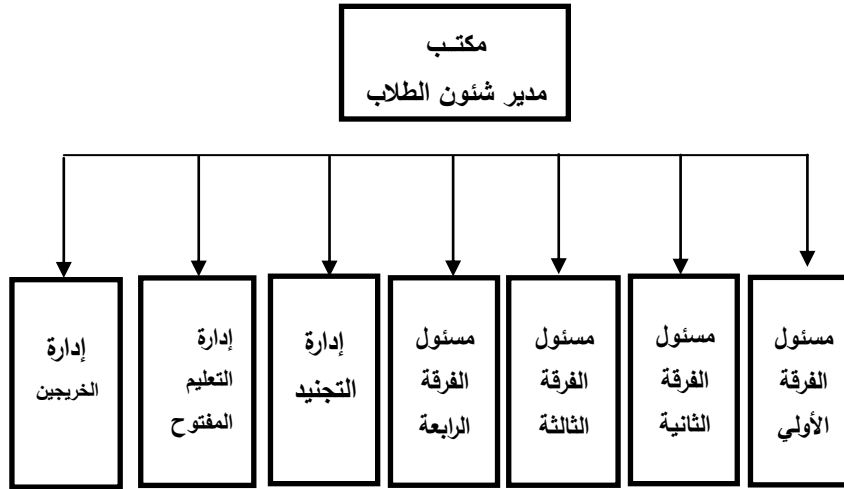 مكتــب
مدير شئون الطلاب
مسئول
الفرقة
الأولي
مسئول
الفرقة
الثانية
مسئول
الفرقة
الثالثة
مسئول
الفرقة
الرابعة
إدارة
التجنيد
إدارة
التعليم
المفتوح
إدارة
الخريجين